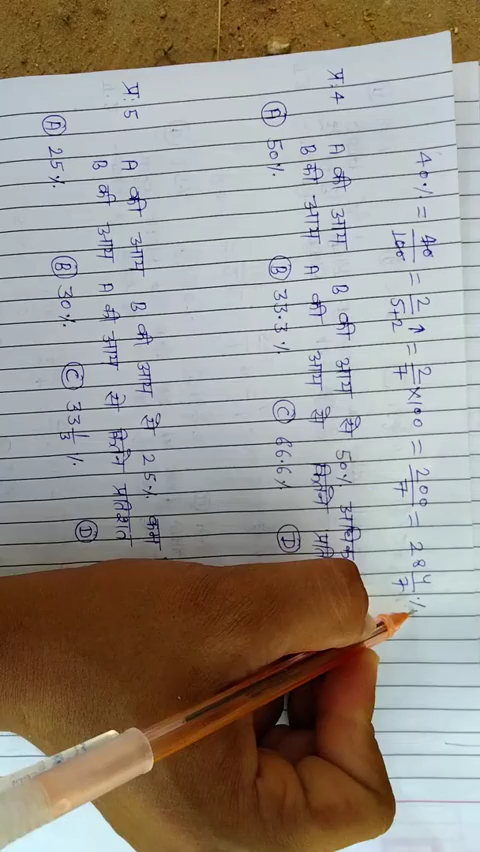 40% = 40/100 = 2/5+2 ↑ = 2/7 × 100 = 200/7 = 28 4/7 %
प्र.4 A की आय B की आय से 50% अधिक
B की आय A की आय से कितने
Ⓐ 50% Ⓑ 33.3% Ⓒ 66.6% Ⓓ
प्र.5 A की आय B की आय से 25% कम
B की आय A की आय से कितने प्रतिशत
Ⓐ 25% Ⓑ 30% Ⓒ 33 1/3 % Ⓓ